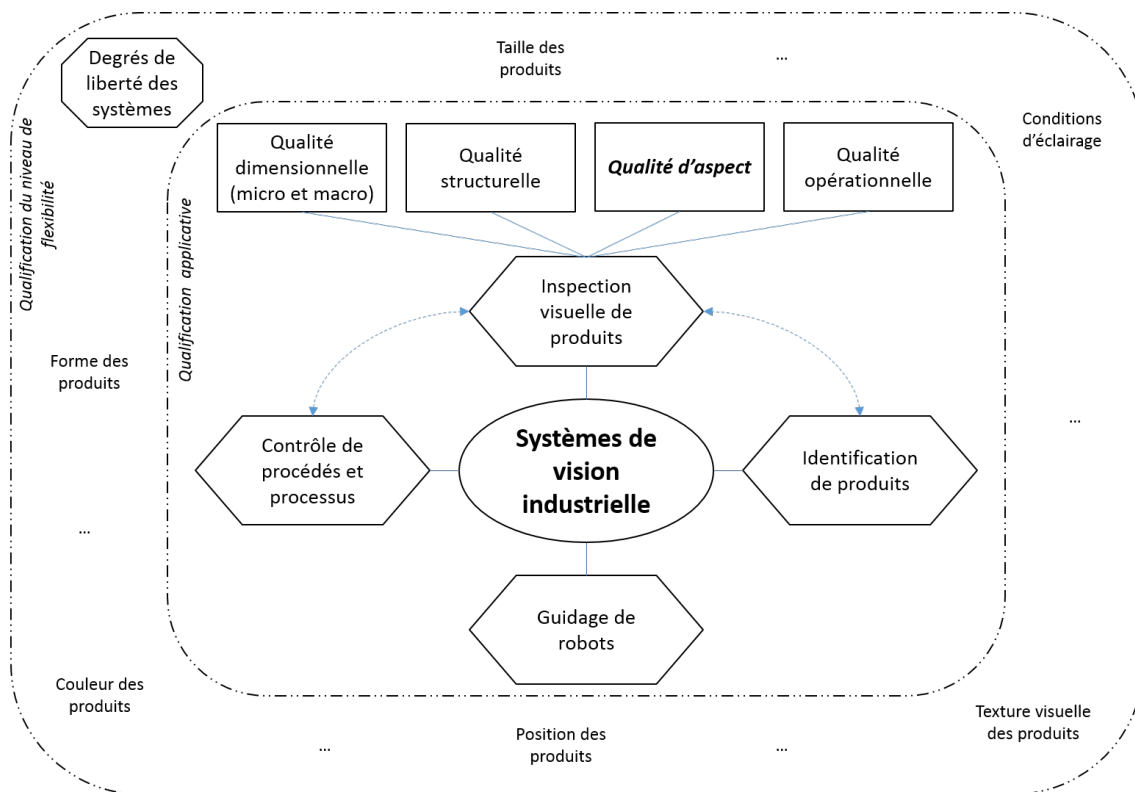 Degrés de
liberté des
systèmes
Taille des
produits
...
Conditions
d'éclairage
Qualification du niveau de
flexibilité
Qualification applicative
Qualité
dimensionnelle
(micro et macro)
Qualité
structurelle
Qualité d'aspect
Qualité
opérationnelle
Inspection
visuelle de
produits
Forme des
produits
...
Contrôle de
procédés et
processus
Systèmes de
vision
industrielle
Identification
de produits
...
Guidage de
robots
Couleur des
produits
...
Position des
produits
...
Texture visuelle
des produits